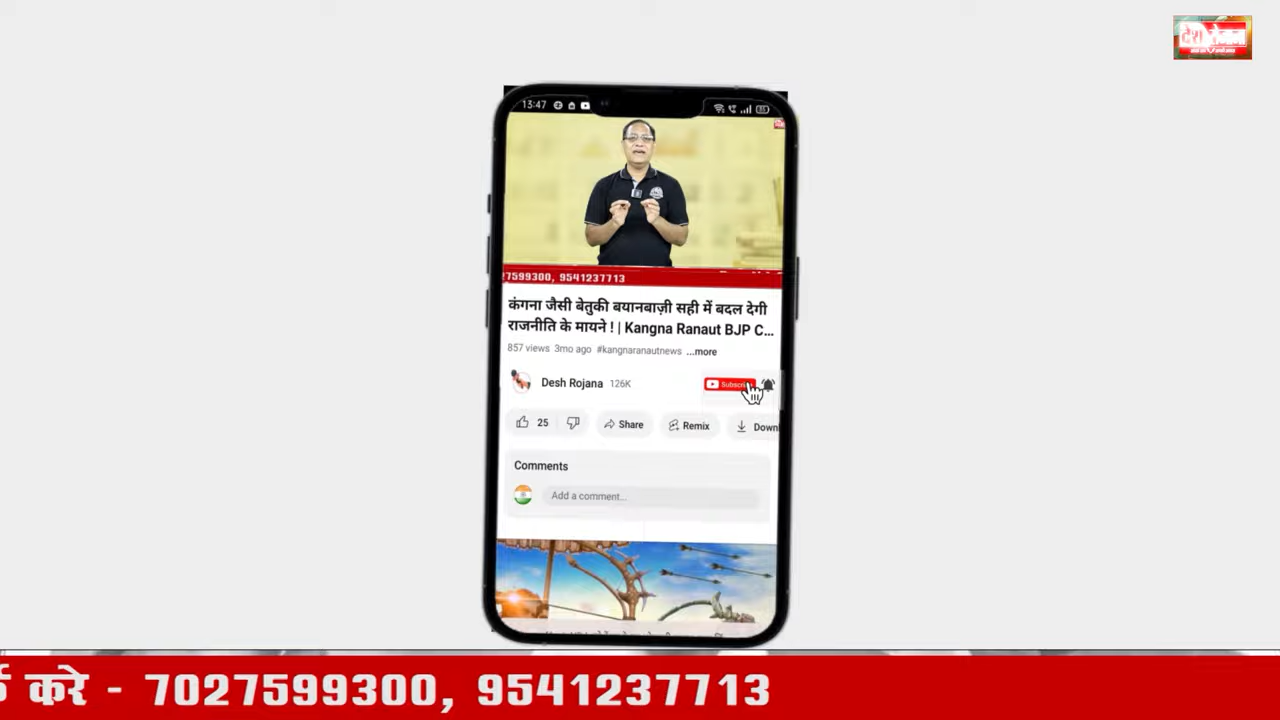 देश रोजाना
13:47
7599300, 9541237713
कंगना जैसी बेतुकी बयानबाज़ी सही में बदल देगी
राजनीति के मायने ! | Kangna Ranaut BJP C...
857 views 3mo ago #kangnaranautnews ...more
Desh Rojana 126K
25 Share Remix Downl
Comments
Add a comment...
करे - 7027599300, 9541237713